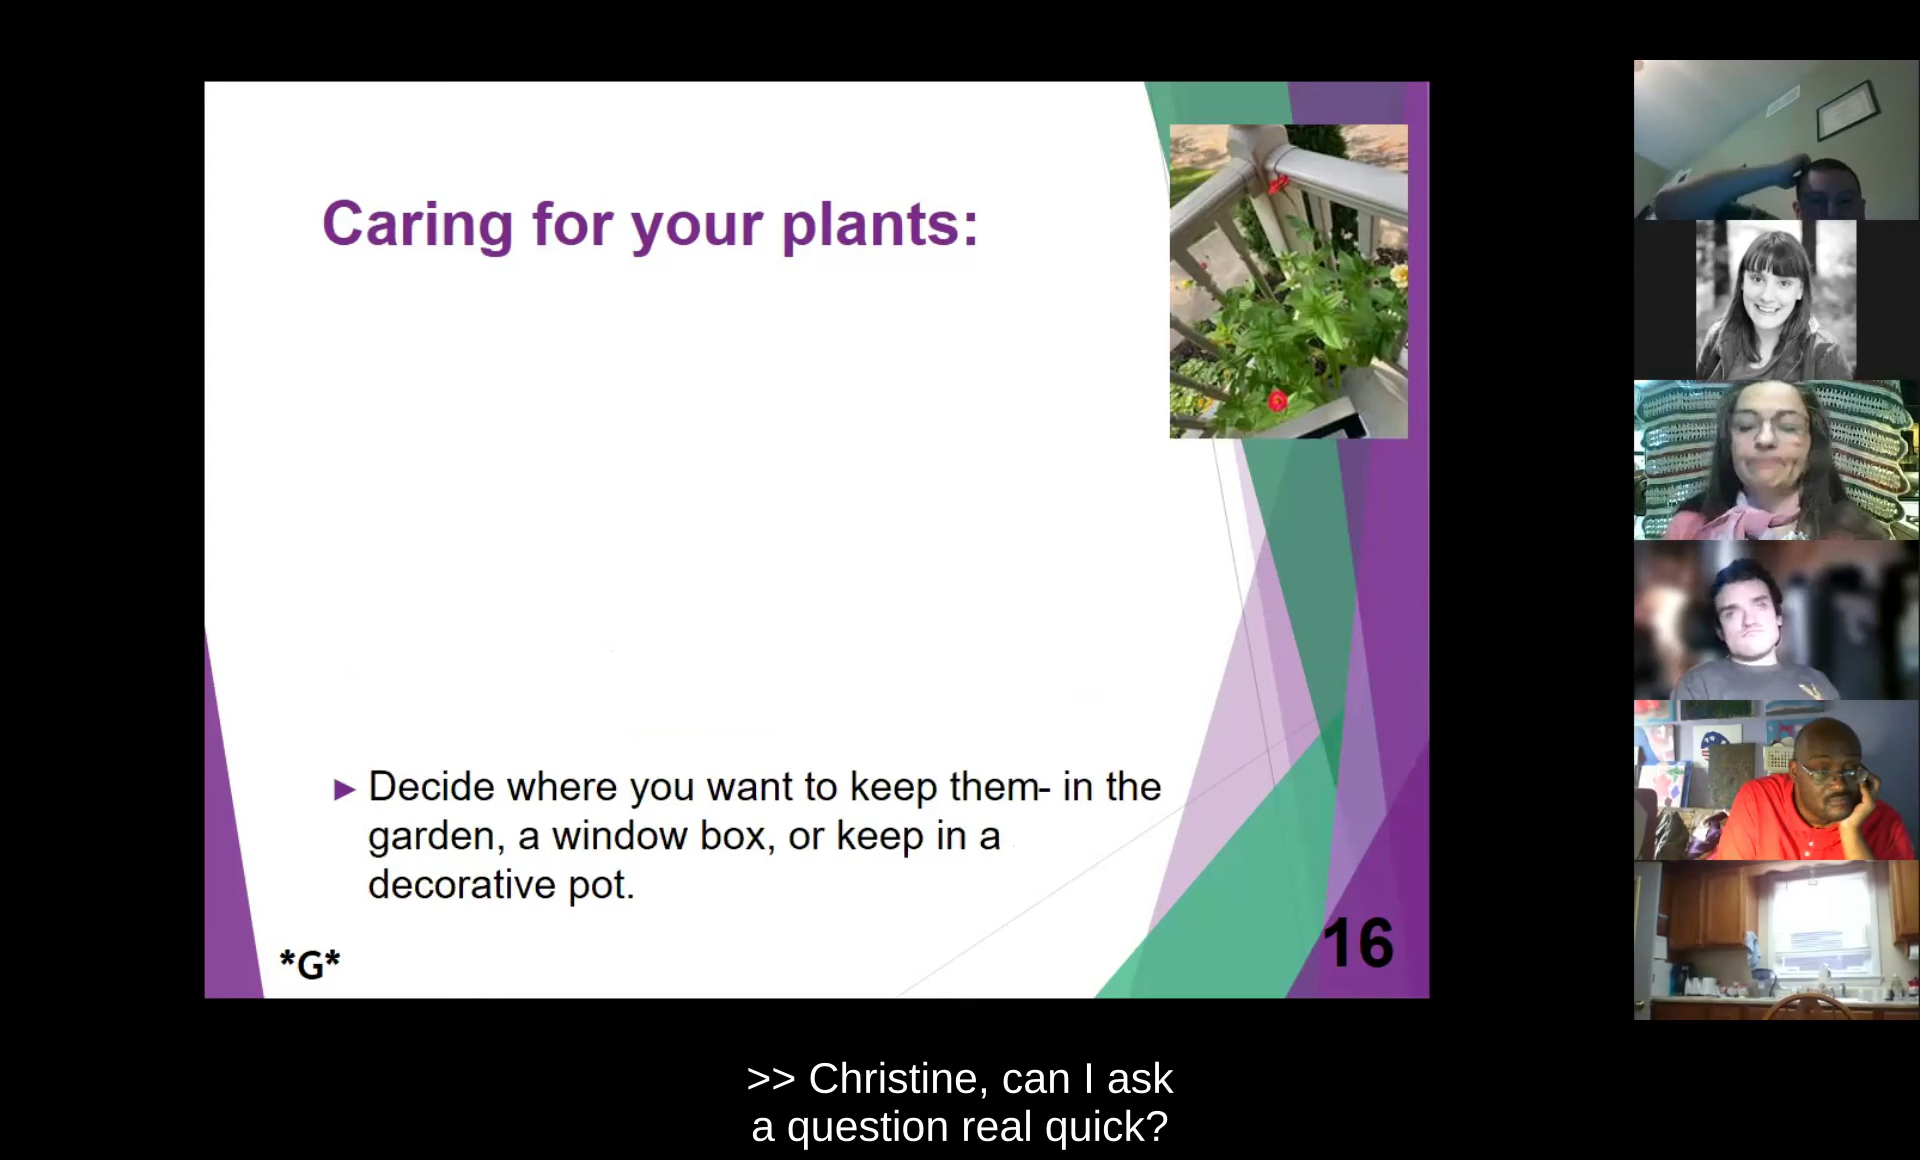 Caring for your plants:
► Decide where you want to keep them- in the
garden, a window box, or keep in a
decorative pot.
*G*
16
>> Christine, can I ask
a question real quick?